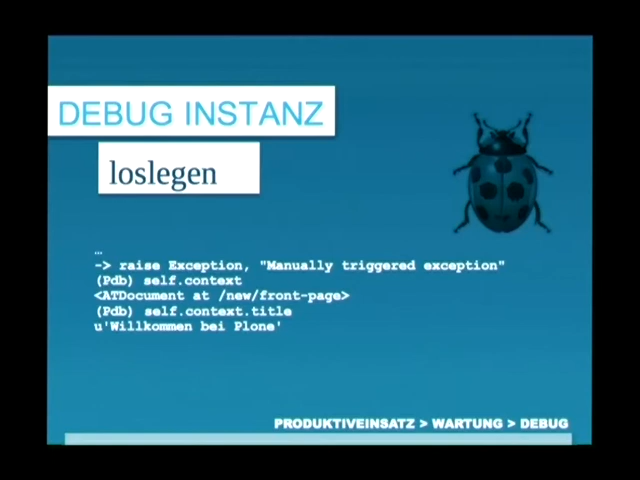 DEBUG INSTANZ
loslegen
…
-> raise Exception, "Manually triggered exception"
(Pdb) self.context
<ATDocument at /new/front-page>
(Pdb) self.context.title
u'Willkommen bei Plone'
PRODUKTIVEINSATZ > WARTUNG > DEBUG